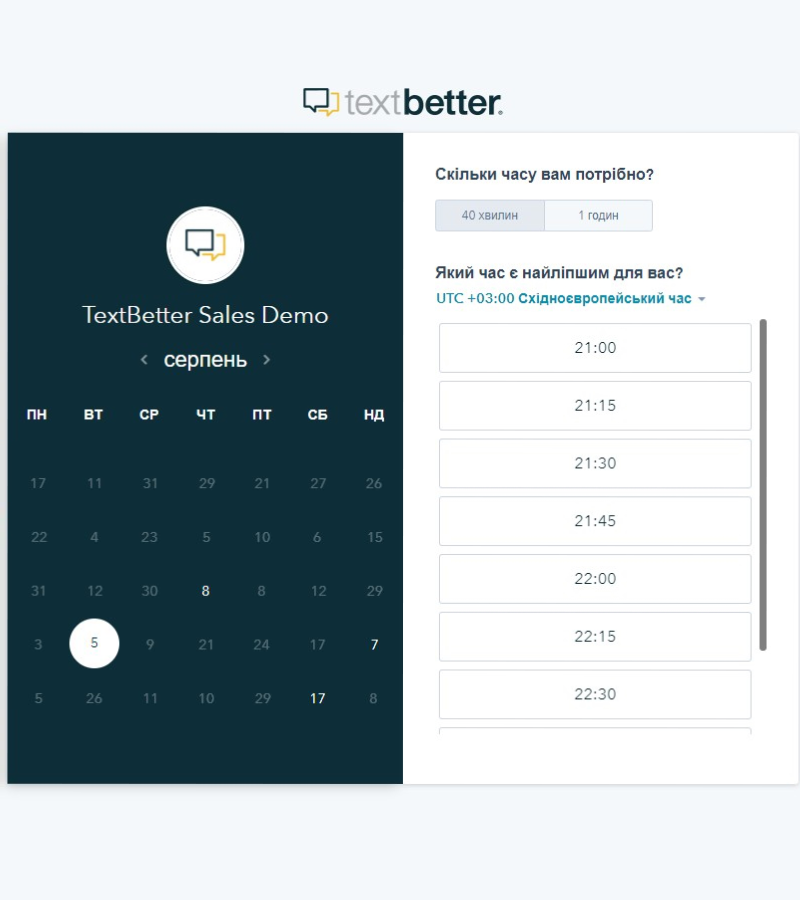 textbetter®
TextBetter Sales Demo
серпень
ПН ВТ СР ЧТ ПТ СБ НД
17 11 31 29 21 27 26
22 4 23 5 10 6 15
31 12 30 8 8 12 29
3 5 9 21 24 17 7
5 26 11 10 29 17 8
Скільки часу вам потрібно?
40 хвилин 1 годин
Який час є найліпшим для вас?
UTC +03:00 Східноєвропейський час
21:00
21:15
21:30
21:45
22:00
22:15
22:30